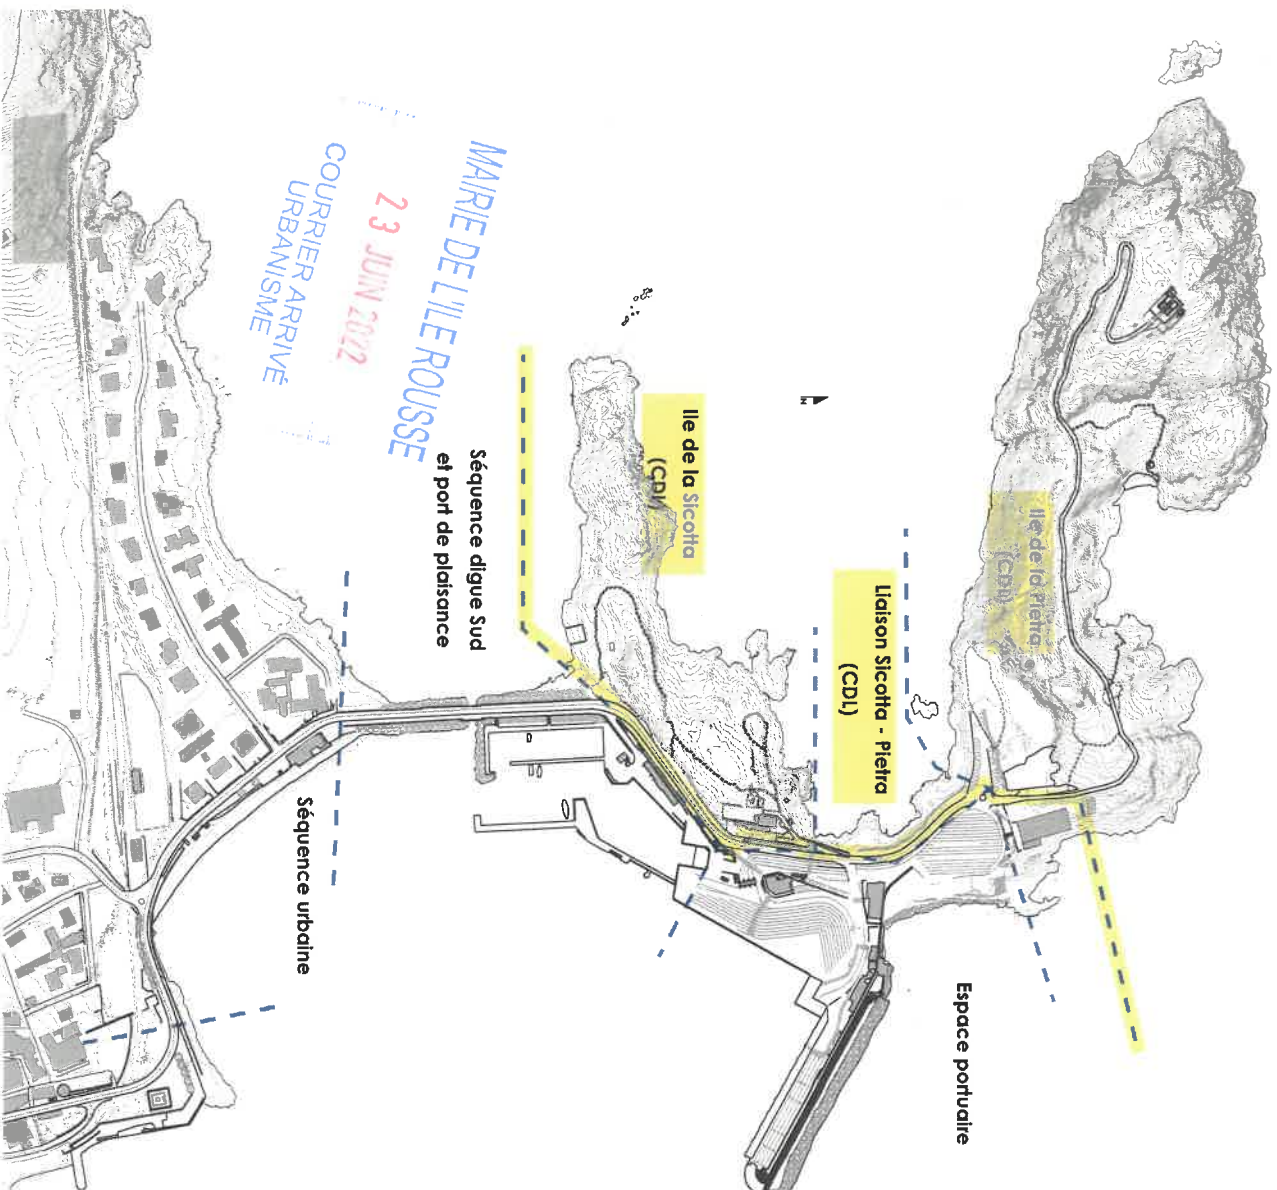 Ile de la Pietra
(CDL)
Liaison Sicotta - Pietra
(CDL)
Ile de la Sicotta
(CDL)
N
Espace portuaire
Séquence digue Sud
et port de plaisance
Séquence urbaine
MAIRIE DE L'ILE ROUSSE
23 JUIN 2022
COURRIER ARRIVÉ
URBANISME